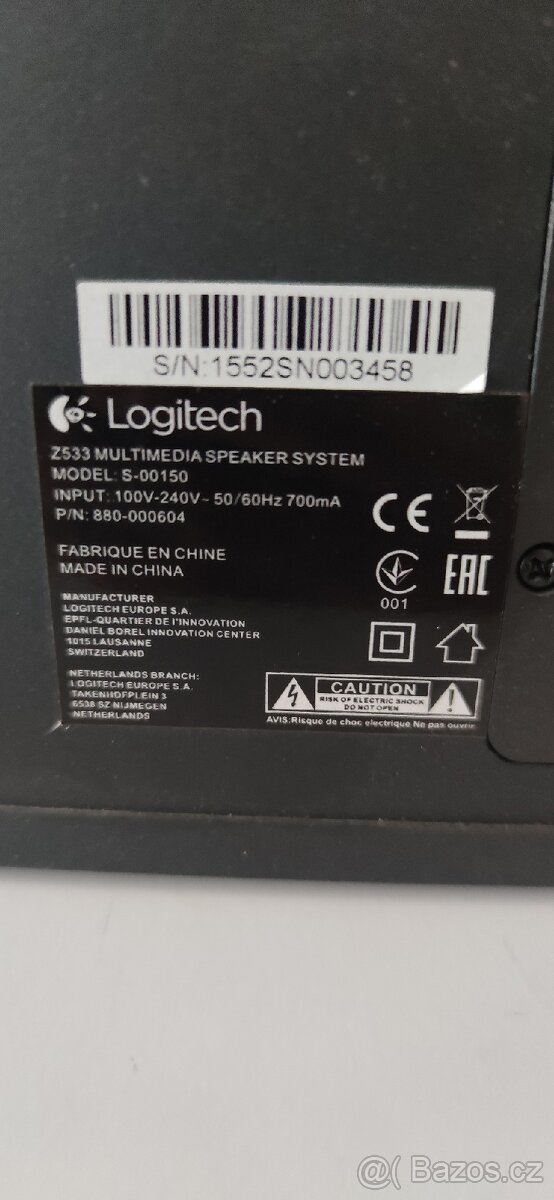 S/N:1552SN003458
Logitech
Z533 MULTIMEDIA SPEAKER SYSTEM
MODEL: S-00150
INPUT: 100V-240V~ 50/60Hz 700mA
P/N: 880-000604
FABRIQUE EN CHINE
MADE IN CHINA
MANUFACTURER
LOGITECH EUROPE S.A.
EPFL-QUARTIER DE I'INNOVATION
DANIEL BOREL INNOVATION CENTER
1015 LAUSANNE
SWITZERLAND
NETHERLANDS BRANCH:
LOGITECH EUROPE S.A.
TAKENHOFPLEIN 3
6538 SZ NIJMEGEN
NETHERLANDS
CE
001
EAC
CAUTION
RISK OF ELECTRIC SHOCK
DO NOT OPEN
AVIS:Risque de choc electrique Ne pas ouvrir
@( Bazos.cz